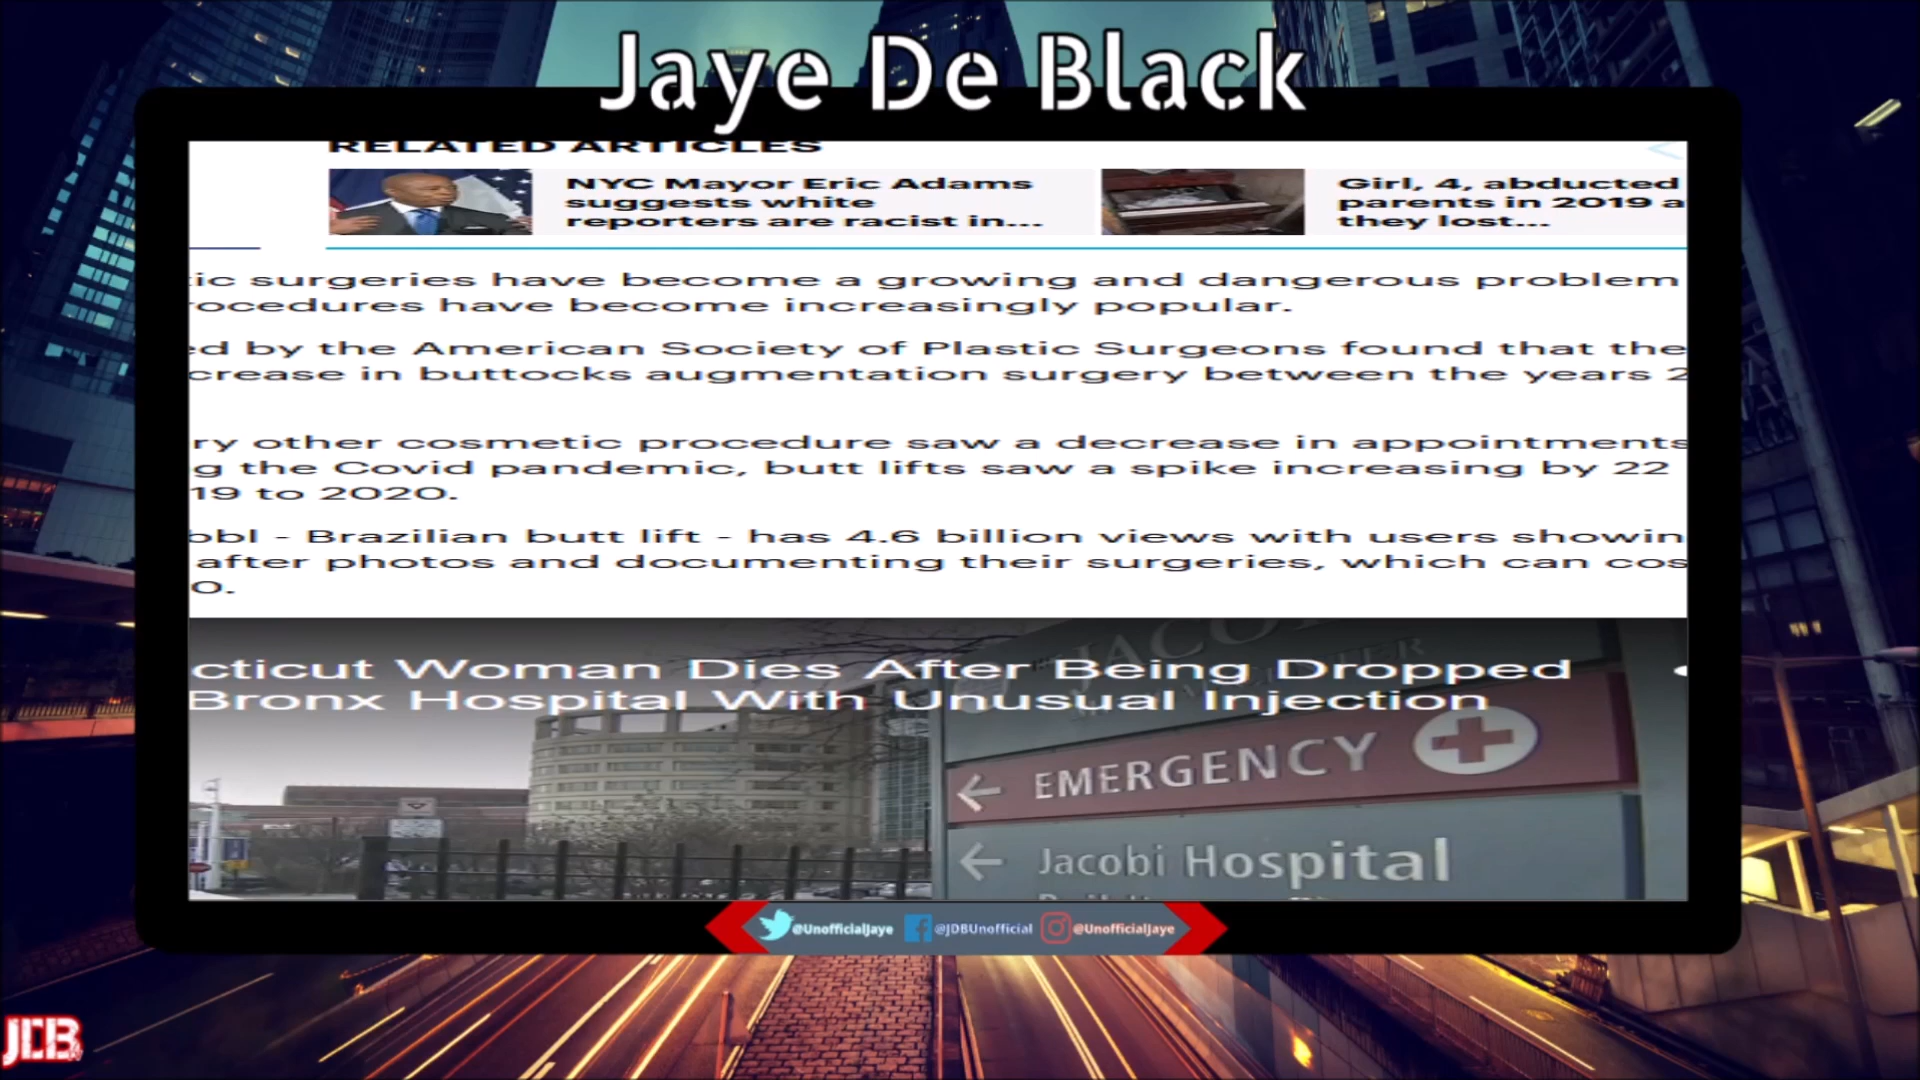 Jaye De Black
RELATED ARTICLES
NYC Mayor Eric Adams
suggests white
reporters are racist in...
Girl, 4, abducted
parents in 2019 a
they lost...
ic surgeries have become a growing and dangerous problem
rocedures have become increasingly popular.
ed by the American Society of Plastic Surgeons found that the
crease in buttocks augmentation surgery between the years 2
ry other cosmetic procedure saw a decrease in appointments
g the Covid pandemic, butt lifts saw a spike increasing by 22
19 to 2020.
bbl - Brazilian butt lift - has 4.6 billion views with users showin
after photos and documenting their surgeries, which can cos
0.
cticut Woman Dies After Being Dropped
Bronx Hospital With Unusual Injection
JACO
EMERGENCY
Jacobi Hospital
@UnofficialJaye
@JDBUnofficial
@UnofficialJaye